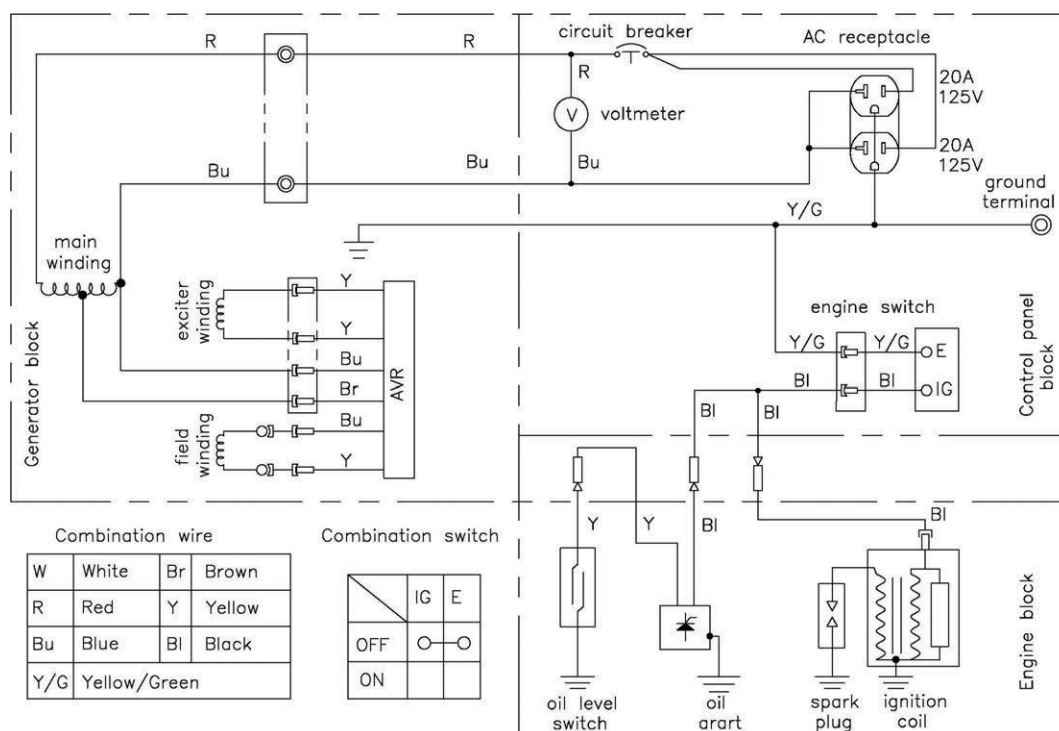 R
R
circuit breaker
AC receptacle
R
20A
125V
V
voltmeter
Bu
Bu
Bu
20A
125V
ground
terminal
Y/G
main
winding
exciter
winding
Y
Y
Bu
Br
AVR
field
winding
Bu
Y
Generator block
engine switch
Y/G
Y/G
E
Bl
Bl
IG
Bl
Bl
Control panel
block
Y
Y
Bl
Bl
oil level
switch
oil
arart
spark
plug
ignition
coil
Engine block
Combination wire
W White Br Brown
R Red Y Yellow
Bu Blue Bl Black
Y/G Yellow/Green
Combination switch
IG E
OFF
ON